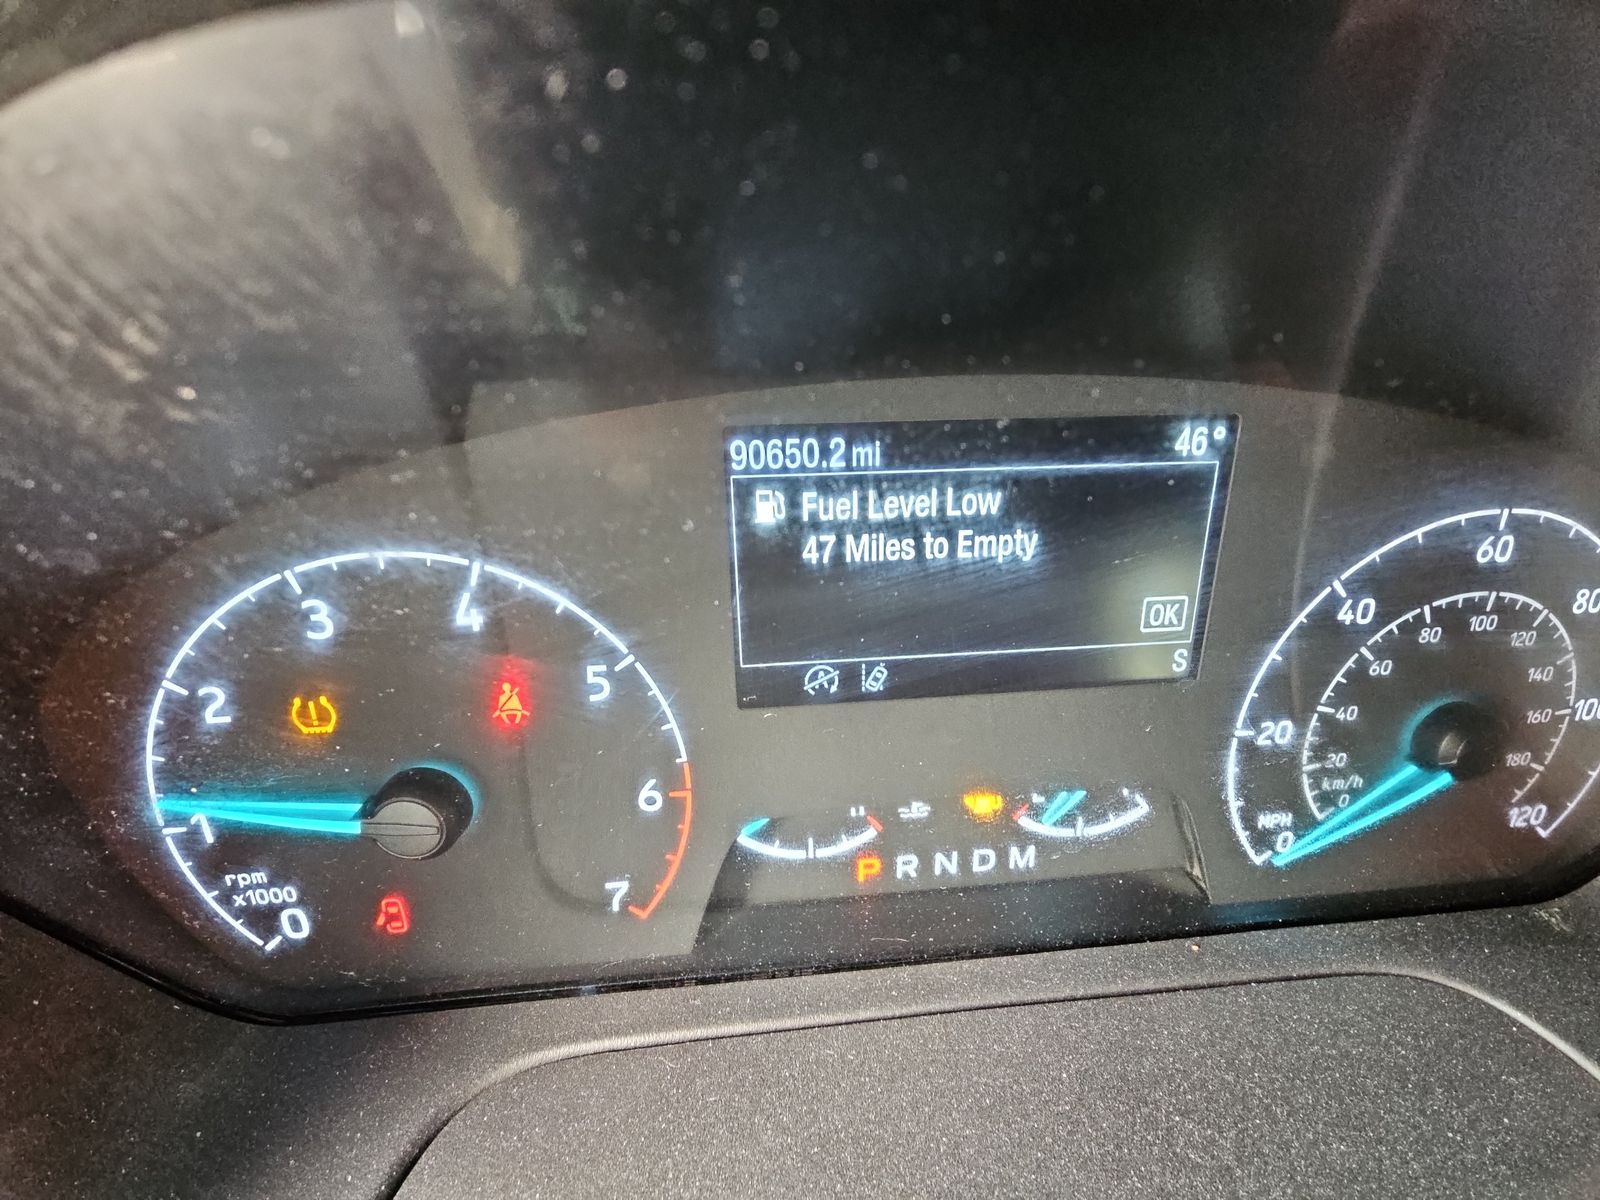 90650.2 mi 46°
Fuel Level Low
47 Miles to Empty
OK
S
0 1 2 3 4 5 6 7
rpm
x1000
P R N D M
0 20 40 60 80 100 120
MPH
0 20 40 60 80 100 120 140 160 180
km/h